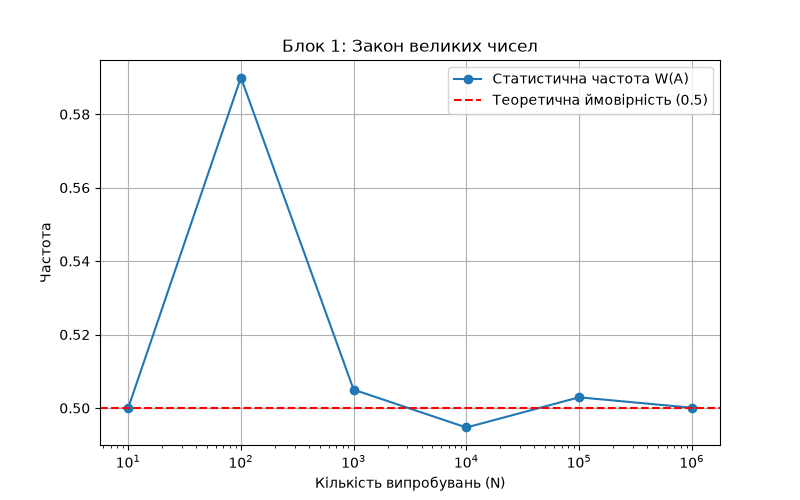 Блок 1: Закон великих чисел
Статистична частота W(A)
Теоретична ймовірність (0.5)
Частота
0.58
0.56
0.54
0.52
0.50
10¹
10²
10³
10⁴
10⁵
10⁶
Кількість випробувань (N)